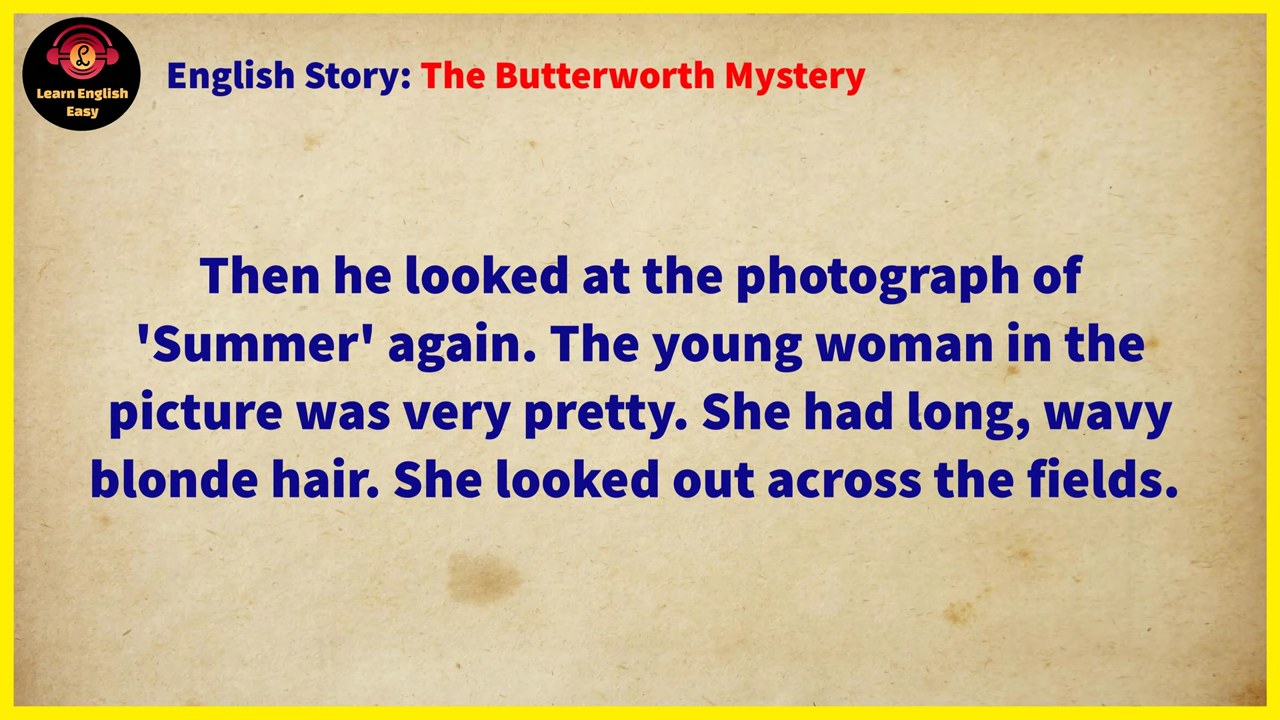 Learn English
Easy
English Story: The Butterworth Mystery
Then he looked at the photograph of
'Summer' again. The young woman in the
picture was very pretty. She had long, wavy
blonde hair. She looked out across the fields.